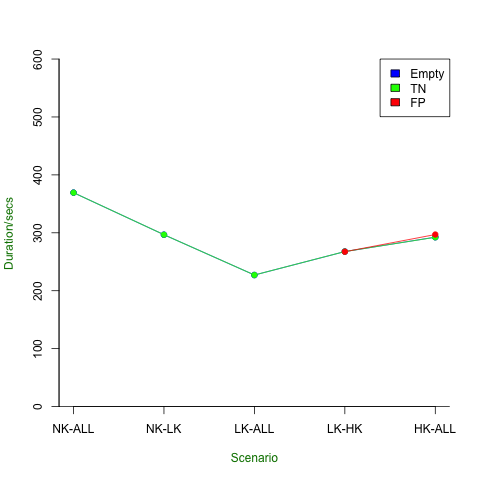 600
500
400
300
200
100
0
Duration/secs
Empty
TN
FP
NK-ALL NK-LK LK-ALL LK-HK HK-ALL
Scenario